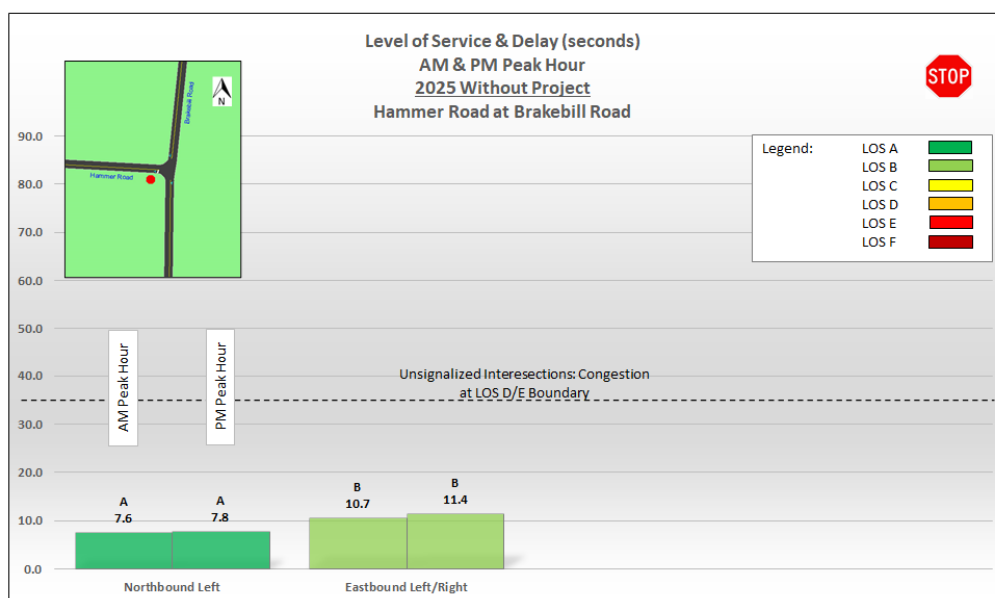 Level of Service & Delay (seconds)
AM & PM Peak Hour
2025 Without Project
Hammer Road at Brakebill Road
STOP
Brakebill Road
N
Hammer Road
Legend:
LOS A
LOS B
LOS C
LOS D
LOS E
LOS F
90.0
80.0
70.0
60.0
50.0
40.0
30.0
20.0
10.0
0.0
AM Peak Hour
PM Peak Hour
Unsignalized Interesections: Congestion
at LOS D/E Boundary
A
7.6
A
7.8
B
10.7
B
11.4
Northbound Left
Eastbound Left/Right